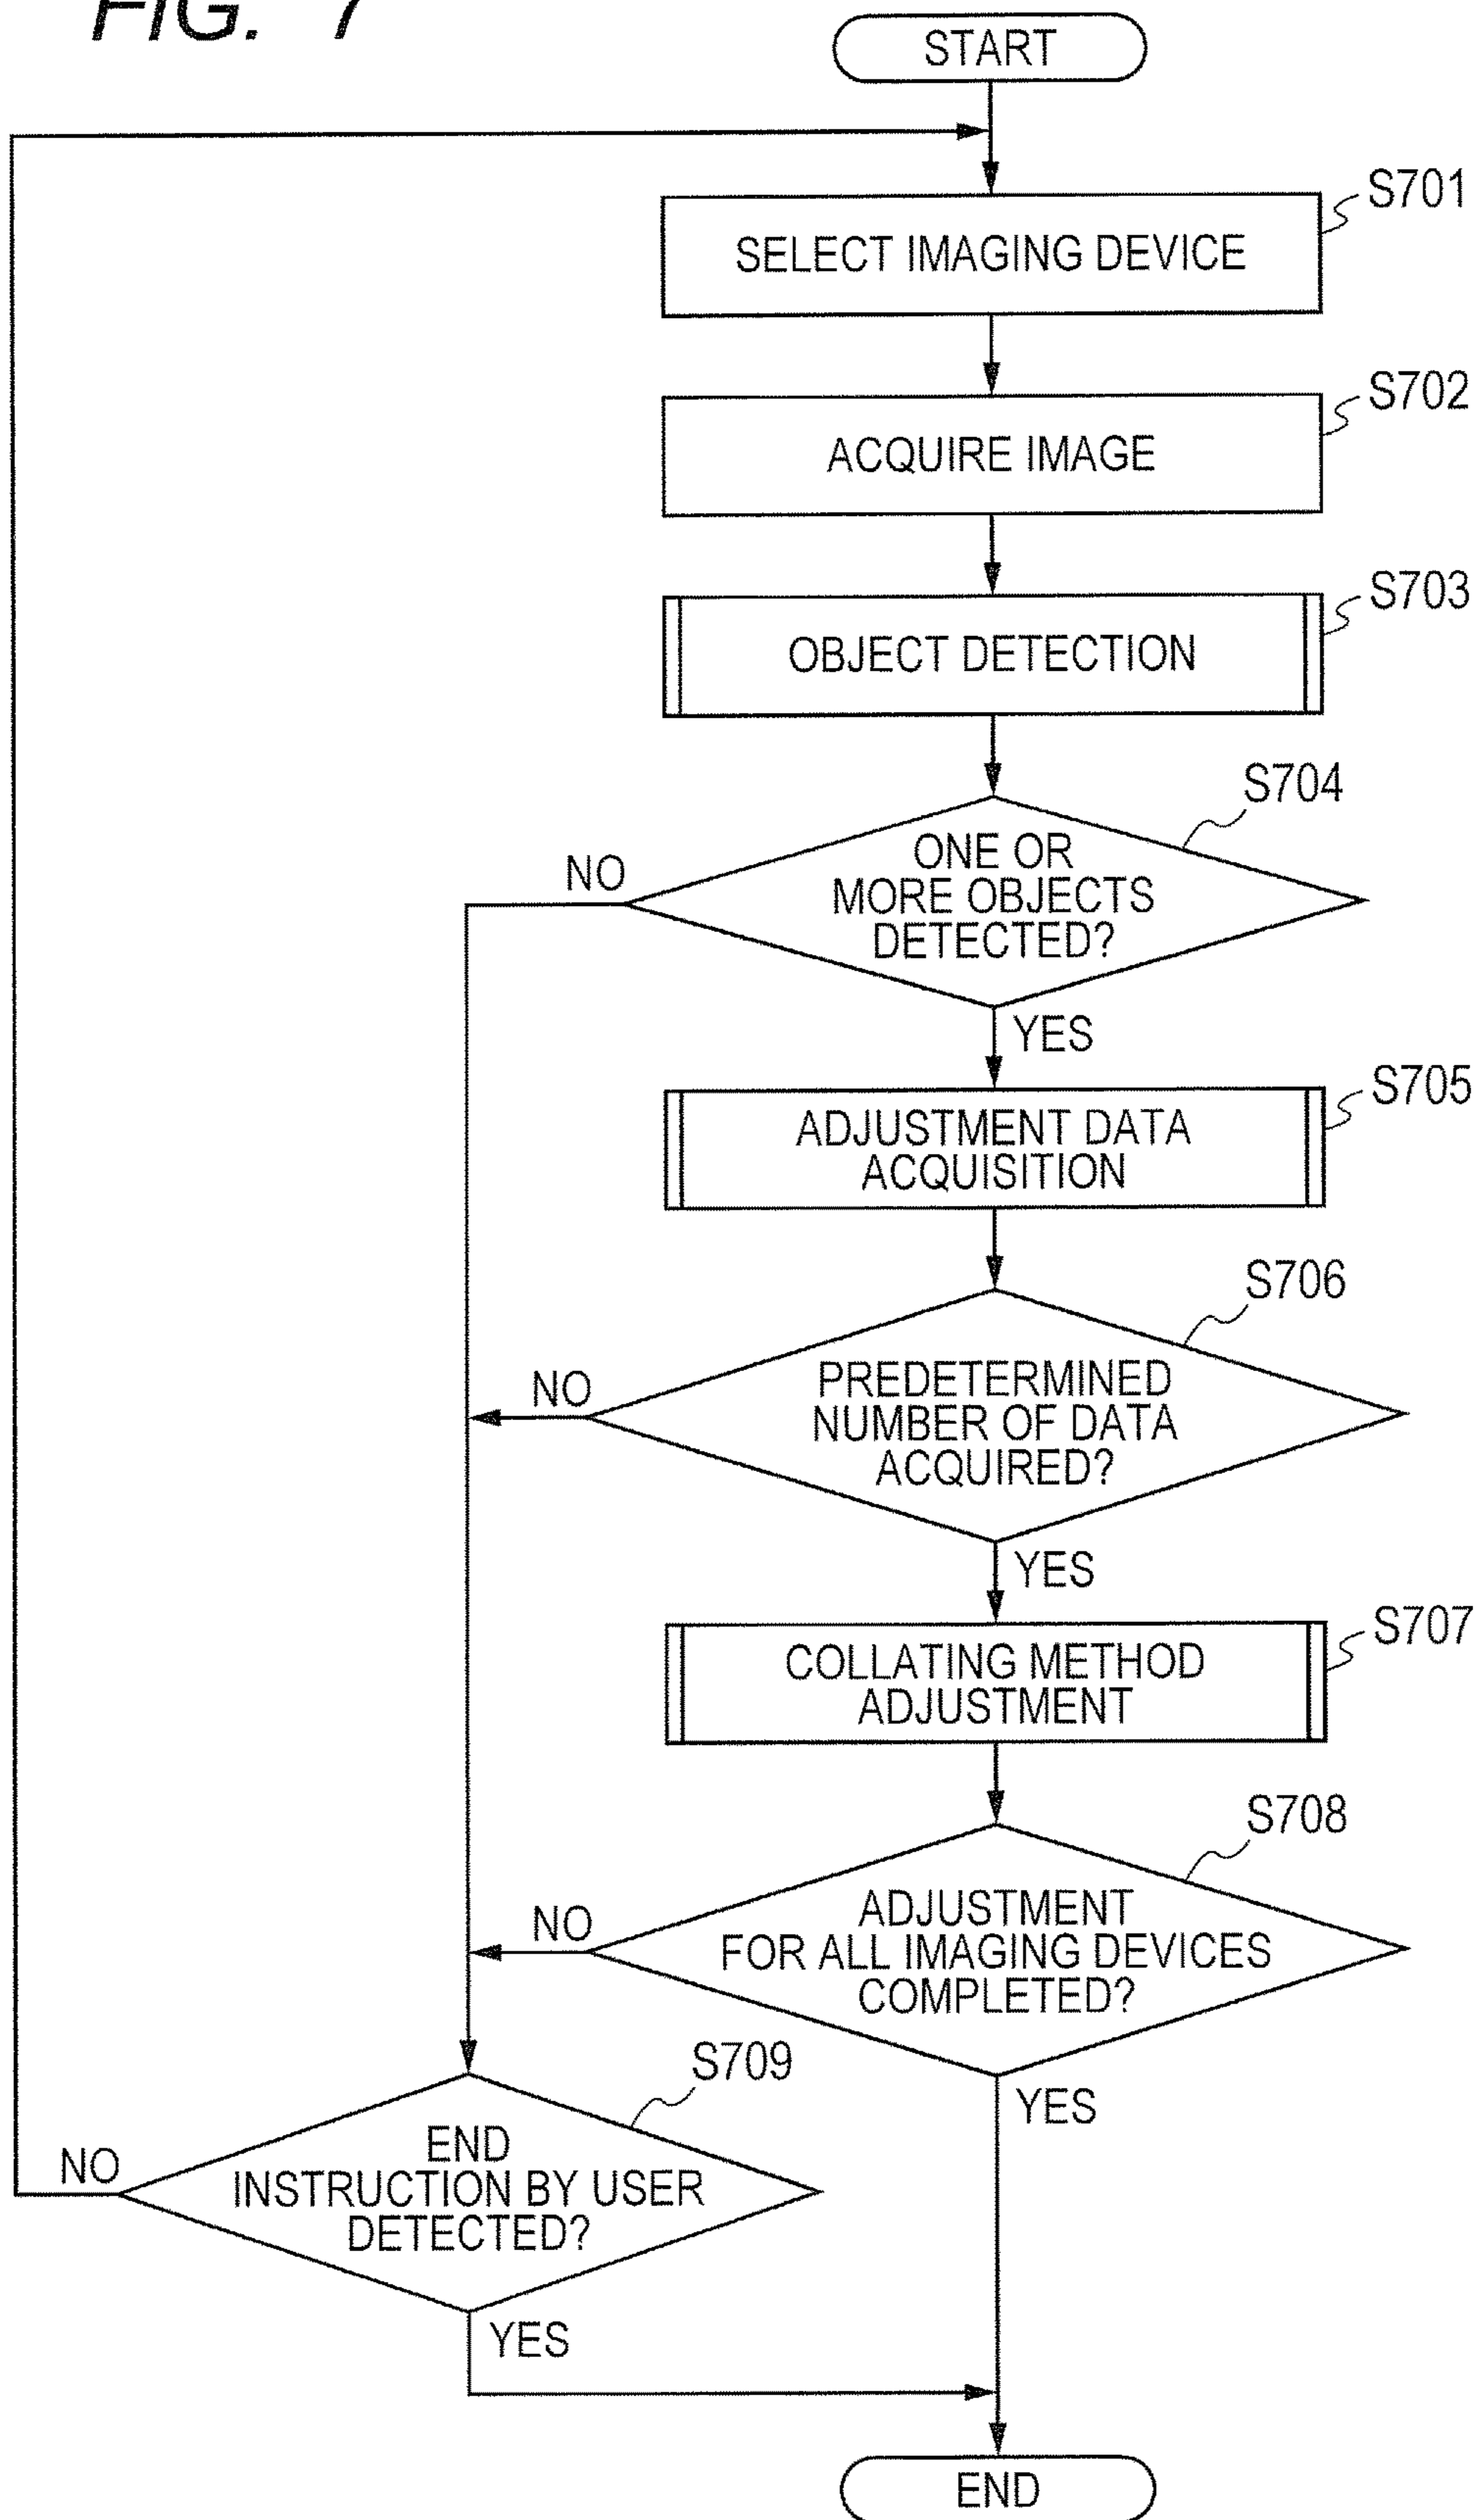 FIG. 7
START
S701
SELECT IMAGING DEVICE
S702
ACQUIRE IMAGE
S703
OBJECT DETECTION
S704
NO
ONE OR
MORE OBJECTS
DETECTED?
YES
S705
ADJUSTMENT DATA
ACQUISITION
S706
NO
PREDETERMINED
NUMBER OF DATA
ACQUIRED?
YES
S707
COLLATING METHOD
ADJUSTMENT
S708
NO
ADJUSTMENT
FOR ALL IMAGING DEVICES
COMPLETED?
YES
S709
NO
END
INSTRUCTION BY USER
DETECTED?
YES
END